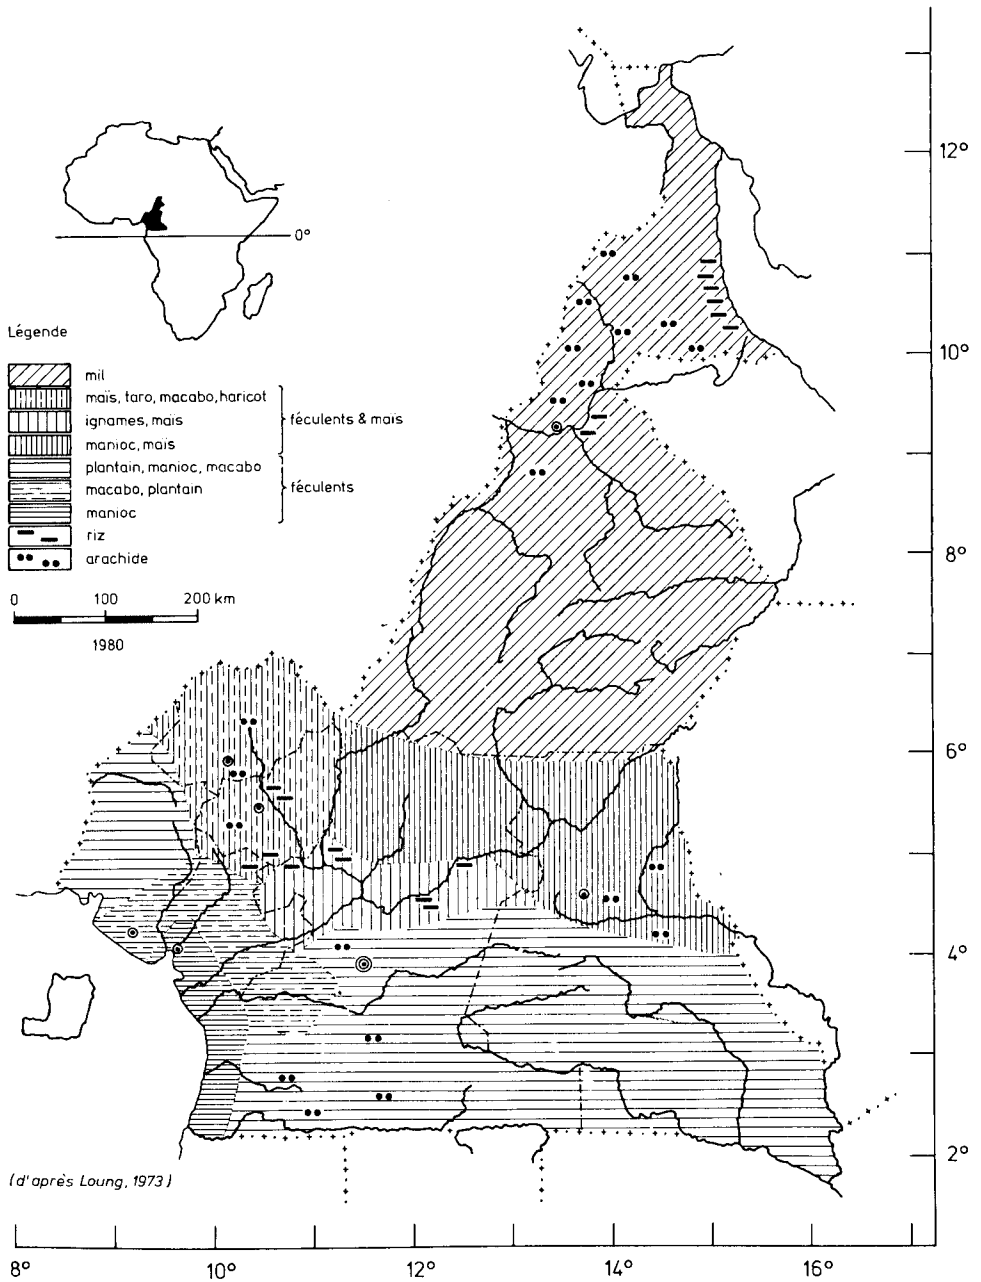 12°
0°
10°
8°
6°
4°
2°
Légende
mil
maïs, taro, macabo, haricot
ignames, maïs
manioc, maïs
féculents & maïs
plantain, manioc, macabo
macabo, plantain
manioc
féculents
riz
arachide
0 100 200 km
1980
(d'après Loung, 1973)
8° 10° 12° 14° 16°